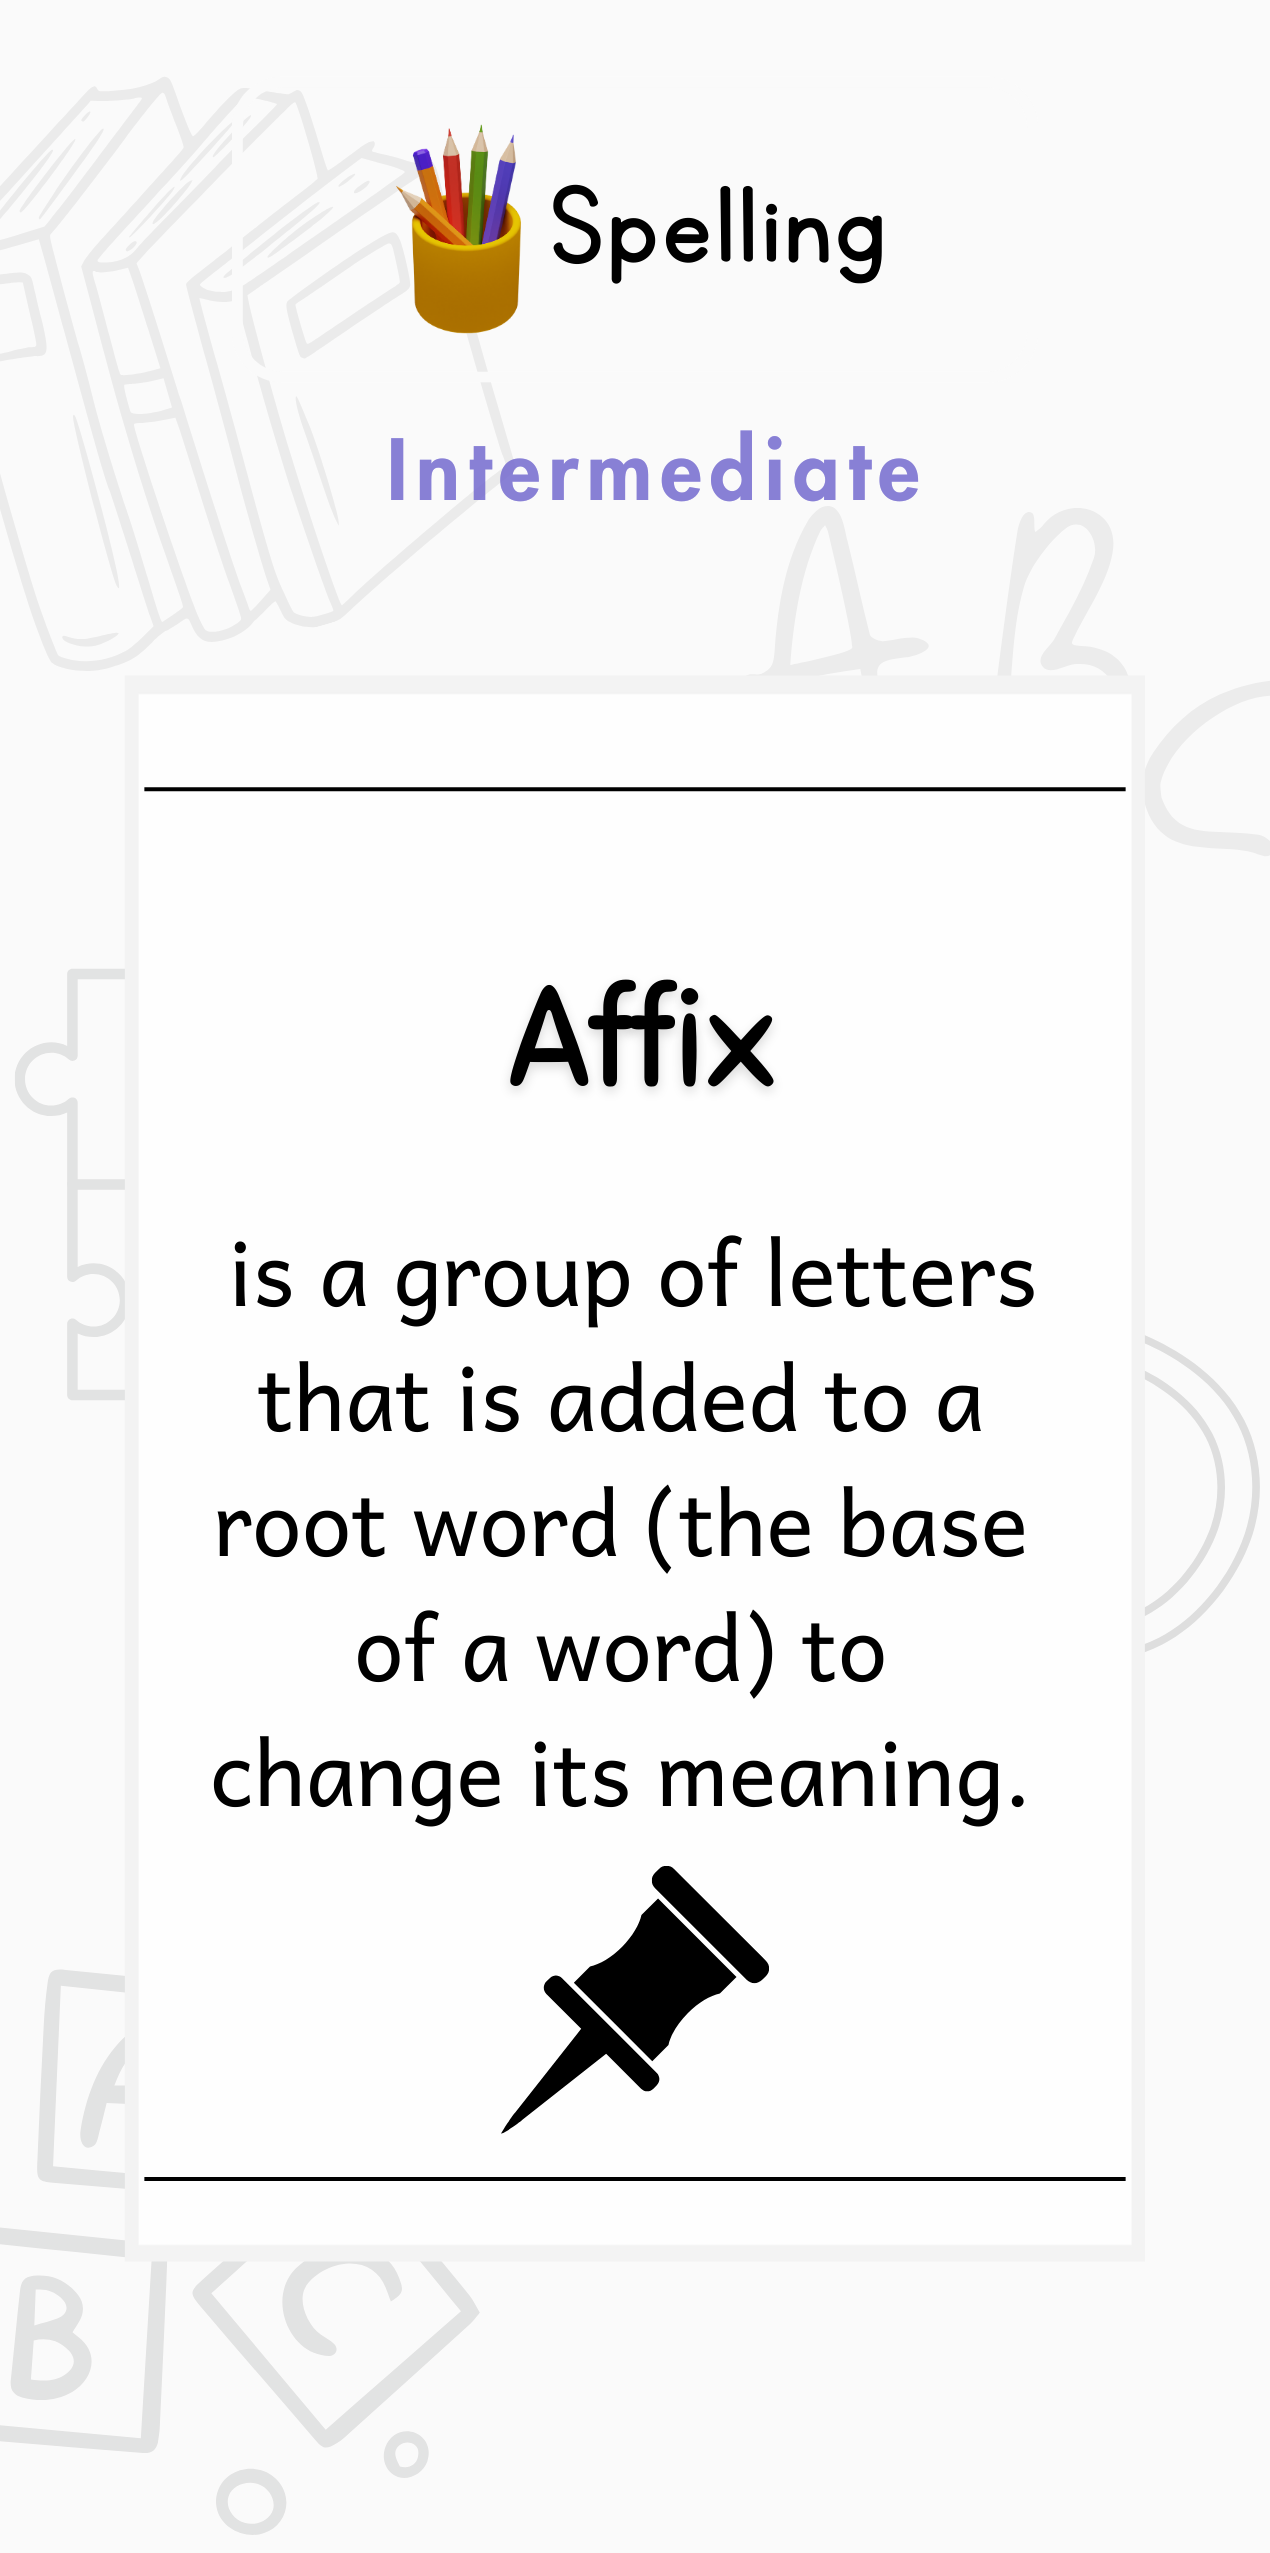 Spelling
Intermediate
A B
Affix
is a group of letters
that is added to a
root word (the base
of a word) to
change its meaning.
A
B C